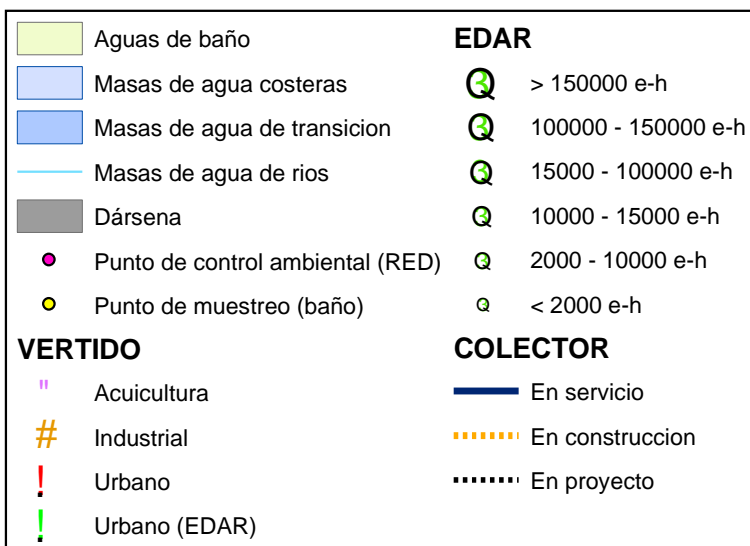 Aguas de baño
Masas de agua costeras
Masas de agua de transicion
Masas de agua de rios
Dársena
Punto de control ambiental (RED)
Punto de muestreo (baño)
VERTIDO
" Acuicultura
# Industrial
! Urbano
! Urbano (EDAR)
EDAR
> 150000 e-h
100000 - 150000 e-h
15000 - 100000 e-h
10000 - 15000 e-h
2000 - 10000 e-h
< 2000 e-h
COLECTOR
En servicio
En construccion
En proyecto